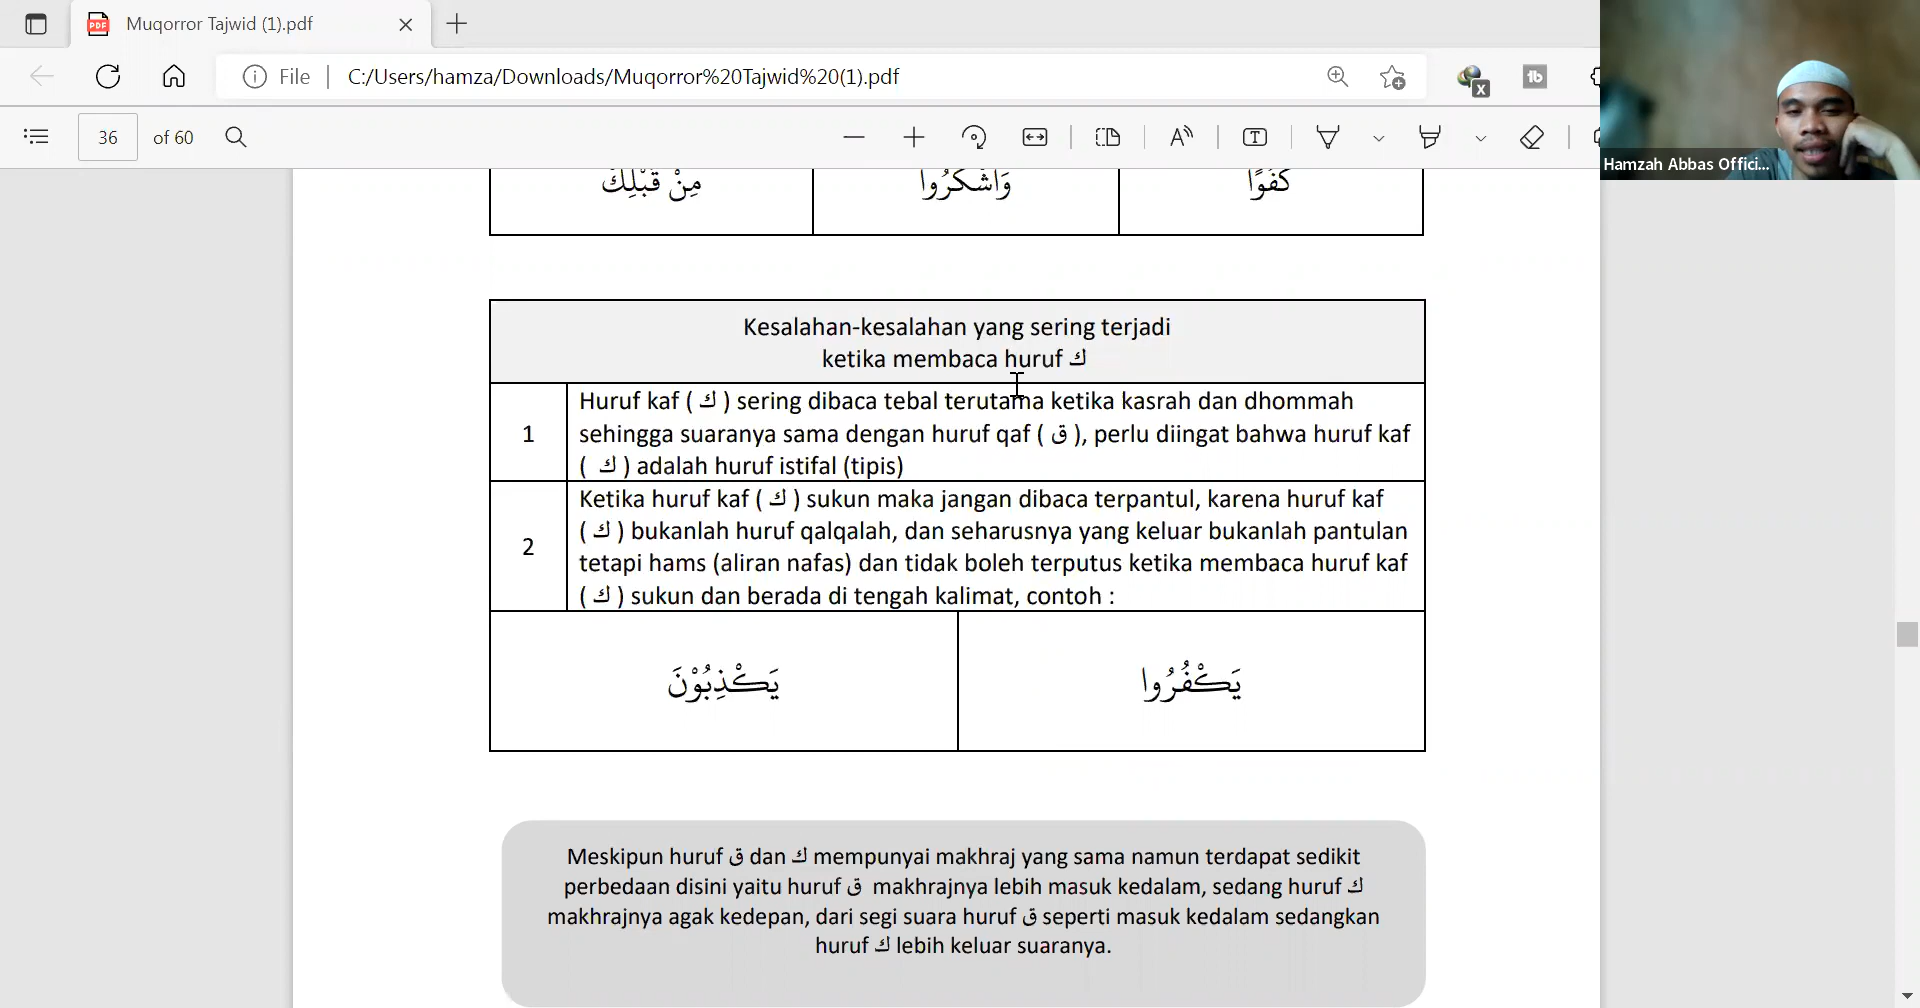 Muqorror Tajwid (1).pdf
File
C:/Users/hamza/Downloads/Muqorror%20Tajwid%20(1).pdf
36 of 60
Hamzah Abbas Offici...
كُفُوًا
وَاشْكُرُوا
مِنْ قَبْلِكَ
Kesalahan-kesalahan yang sering terjadi
ketika membaca huruf ك
1
Huruf kaf ( ك ) sering dibaca tebal terutama ketika kasrah dan dhommah
sehingga suaranya sama dengan huruf qaf ( ق ), perlu diingat bahwa huruf kaf
( ك ) adalah huruf istifal (tipis)
2
Ketika huruf kaf ( ك ) sukun maka jangan dibaca terpantul, karena huruf kaf
( ك ) bukanlah huruf qalqalah, dan seharusnya yang keluar bukanlah pantulan
tetapi hams (aliran nafas) dan tidak boleh terputus ketika membaca huruf kaf
( ك ) sukun dan berada di tengah kalimat, contoh :
يَكْفُرُوا
يَكْذِبُوْنَ
Meskipun huruf ق dan ك mempunyai makhraj yang sama namun terdapat sedikit
perbedaan disini yaitu huruf ق makhrajnya lebih masuk kedalam, sedang huruf ك
makhrajnya agak kedepan, dari segi suara huruf ق seperti masuk kedalam sedangkan
huruf ك lebih keluar suaranya.